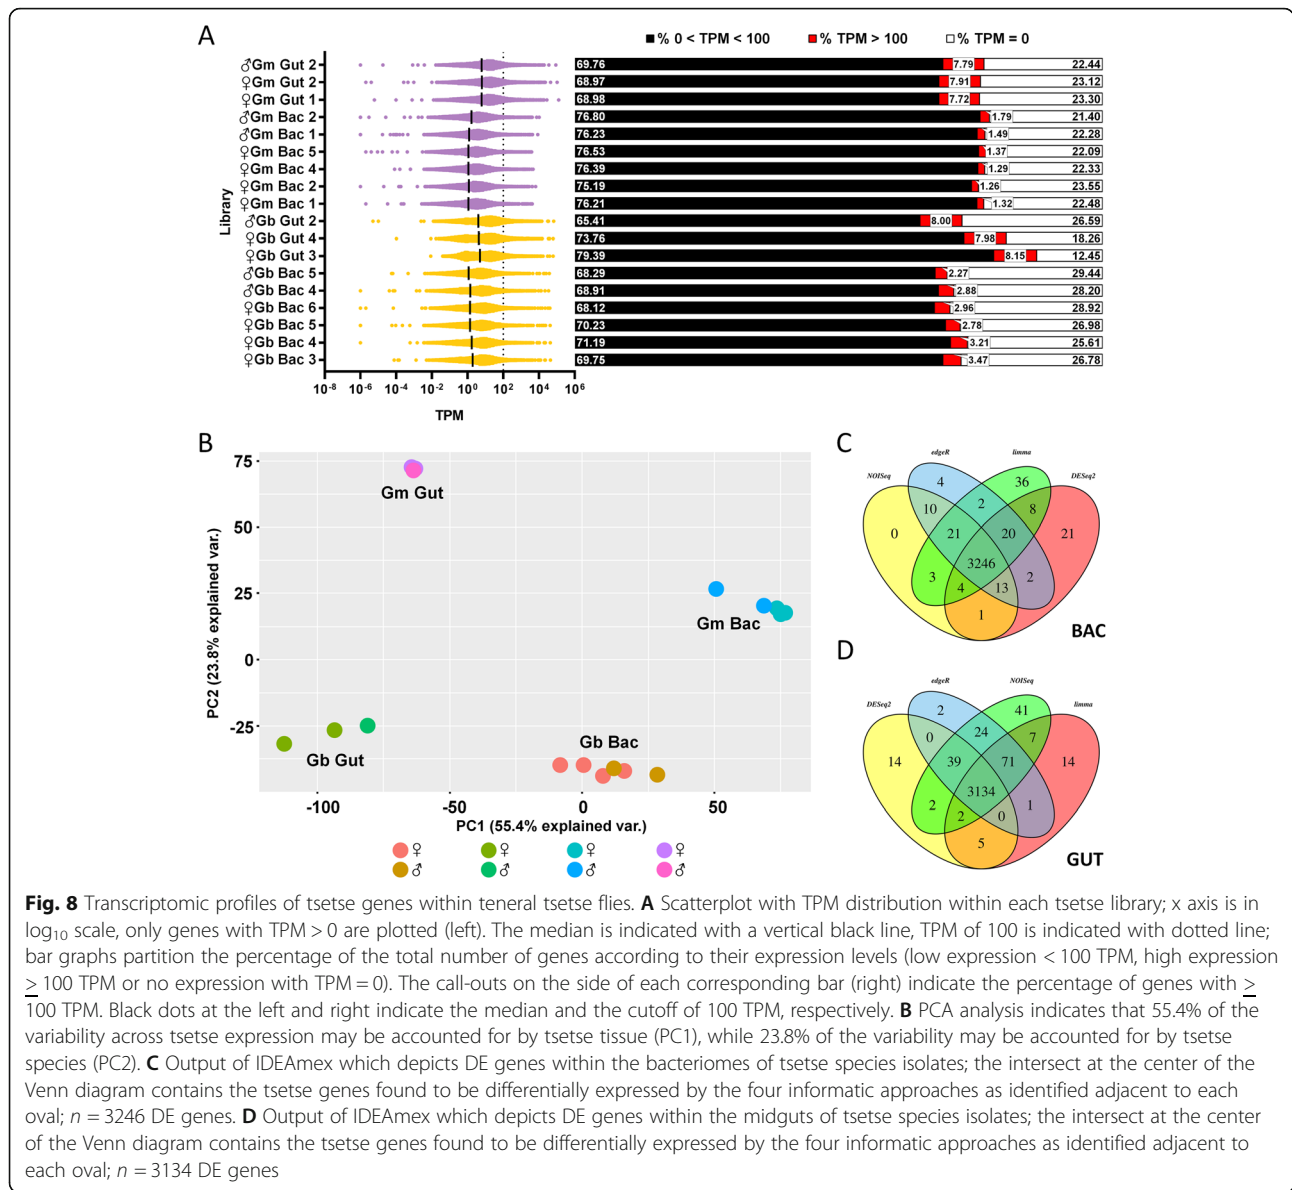 A
■ % 0 < TPM < 100 ■ % TPM > 100 □ % TPM = 0
Library
♂Gm Gut 2 69.76 7.79 22.44
♀Gm Gut 2 68.97 7.91 23.12
♀Gm Gut 1 68.98 7.72 23.30
♂Gm Bac 2 76.80 1.79 21.40
♂Gm Bac 1 76.23 1.49 22.28
♀Gm Bac 5 76.53 1.37 22.09
♀Gm Bac 4 76.39 1.29 22.33
♀Gm Bac 2 75.19 1.26 23.55
♀Gm Bac 1 76.21 1.32 22.48
♂Gb Gut 2 65.41 8.00 26.59
♀Gb Gut 4 73.76 7.98 18.26
♀Gb Gut 3 79.39 8.15 12.45
♂Gb Bac 5 68.29 2.27 29.44
♂Gb Bac 4 68.91 2.88 28.20
♀Gb Bac 6 68.12 2.96 28.92
♀Gb Bac 5 70.23 2.78 26.98
♀Gb Bac 4 71.19 3.21 25.61
♀Gb Bac 3 69.75 3.47 26.78
10⁻⁸ 10⁻⁶ 10⁻⁴ 10⁻² 10⁰ 10² 10⁴ 10⁶
TPM
B
PC2 (23.8% explained var.)
75
50
25
0
-25
Gm Gut
Gm Bac
Gb Bac
Gb Gut
-100 -50 0 50
PC1 (55.4% explained var.)
♀ ♀ ♀ ♀
♂ ♂ ♂ ♂
C
edgeR limma
NOISeq DESeq2
4 36
10 2 8
0 21 20 21
3246
3 2
4 13
1
BAC
D
edgeR NOISeq
DESeq2 limma
2 41
0 24 7
14 39 71 14
3134
2 1
2 0
5
GUT
Fig. 8 Transcriptomic profiles of tsetse genes within teneral tsetse flies. A Scatterplot with TPM distribution within each tsetse library; x axis is in
log₁₀ scale, only genes with TPM > 0 are plotted (left). The median is indicated with a vertical black line, TPM of 100 is indicated with dotted line;
bar graphs partition the percentage of the total number of genes according to their expression levels (low expression < 100 TPM, high expression
≥ 100 TPM or no expression with TPM = 0). The call-outs on the side of each corresponding bar (right) indicate the percentage of genes with ≥
100 TPM. Black dots at the left and right indicate the median and the cutoff of 100 TPM, respectively. B PCA analysis indicates that 55.4% of the
variability across tsetse expression may be accounted for by tsetse tissue (PC1), while 23.8% of the variability may be accounted for by tsetse
species (PC2). C Output of IDEAmex which depicts DE genes within the bacteriomes of tsetse species isolates; the intersect at the center of the
Venn diagram contains the tsetse genes found to be differentially expressed by the four informatic approaches as identified adjacent to each
oval; n = 3246 DE genes. D Output of IDEAmex which depicts DE genes within the midguts of tsetse species isolates; the intersect at the center
of the Venn diagram contains the tsetse genes found to be differentially expressed by the four informatic approaches as identified adjacent to
each oval; n = 3134 DE genes